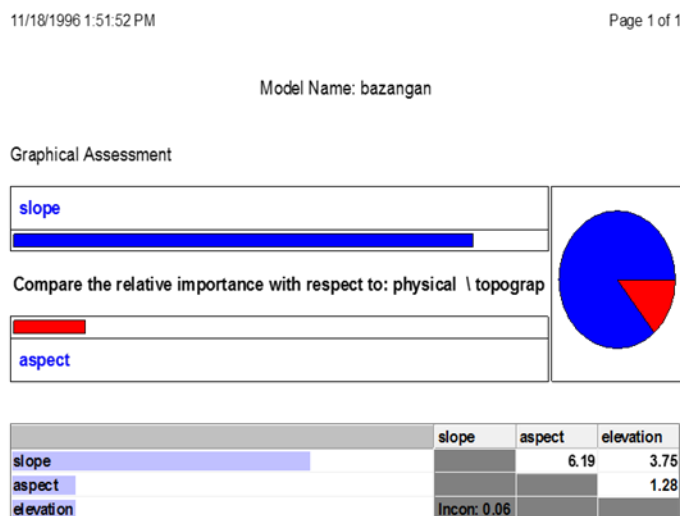 11/18/1996 1:51:52 PM Page 1 of 1
Model Name: bazangan
Graphical Assessment
slope
Compare the relative importance with respect to: physical \ topograp
aspect
slope aspect elevation
slope 6.19 3.75
aspect 1.28
elevation Incon: 0.06